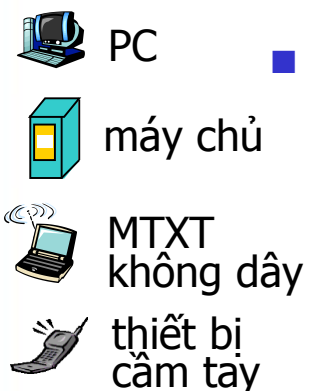 PC
máy chủ
MTXT
không dây
thiết bị
cầm tay